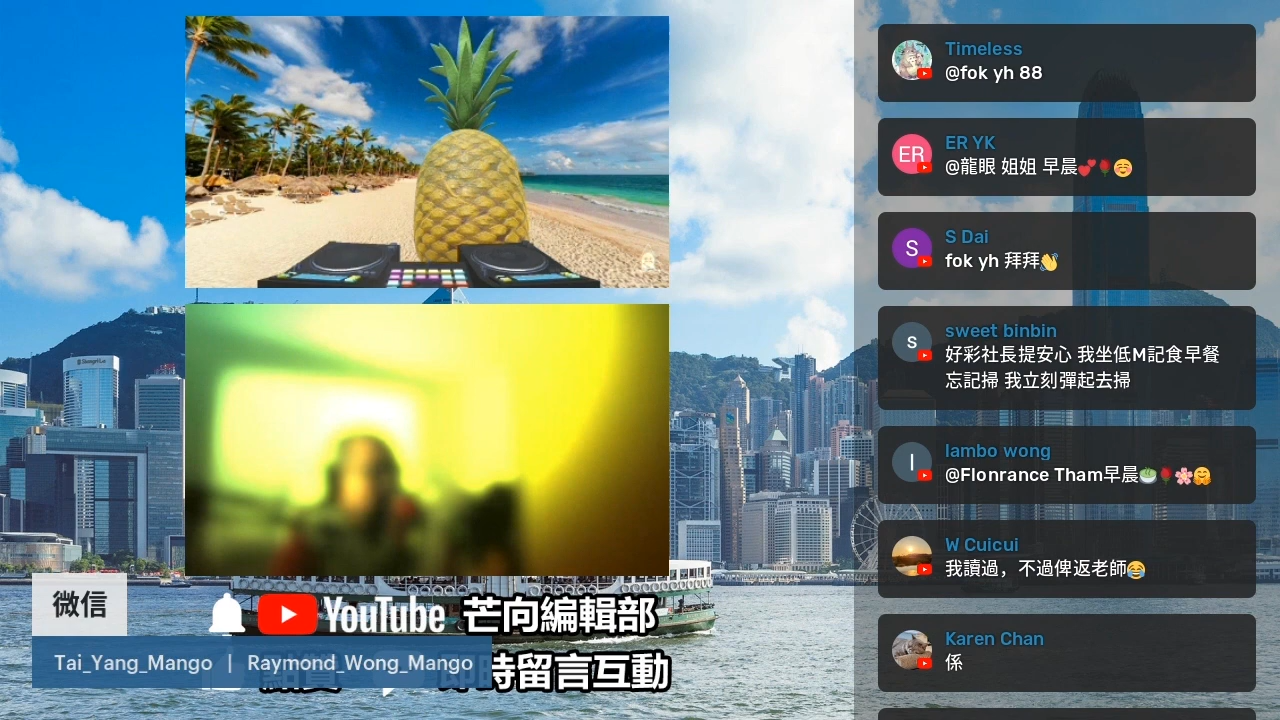 YouTube 芒向編輯部
即時留言互動
微信
Tai_Yang_Mango | Raymond_Wong_Mango
Timeless
@fok yh 88
ER
ER YK
@龍眼 姐姐 早晨💕🌹☺️
S
S Dai
fok yh 拜拜👋
s
sweet binbin
好彩社長提安心 我坐低M記食早餐
忘記掃 我立刻彈起去掃
l
lambo wong
@Flonrance Tham早晨🍵🌹🌸🤗
W Cuicui
我讀過，不過俾返老師😂
Karen Chan
係